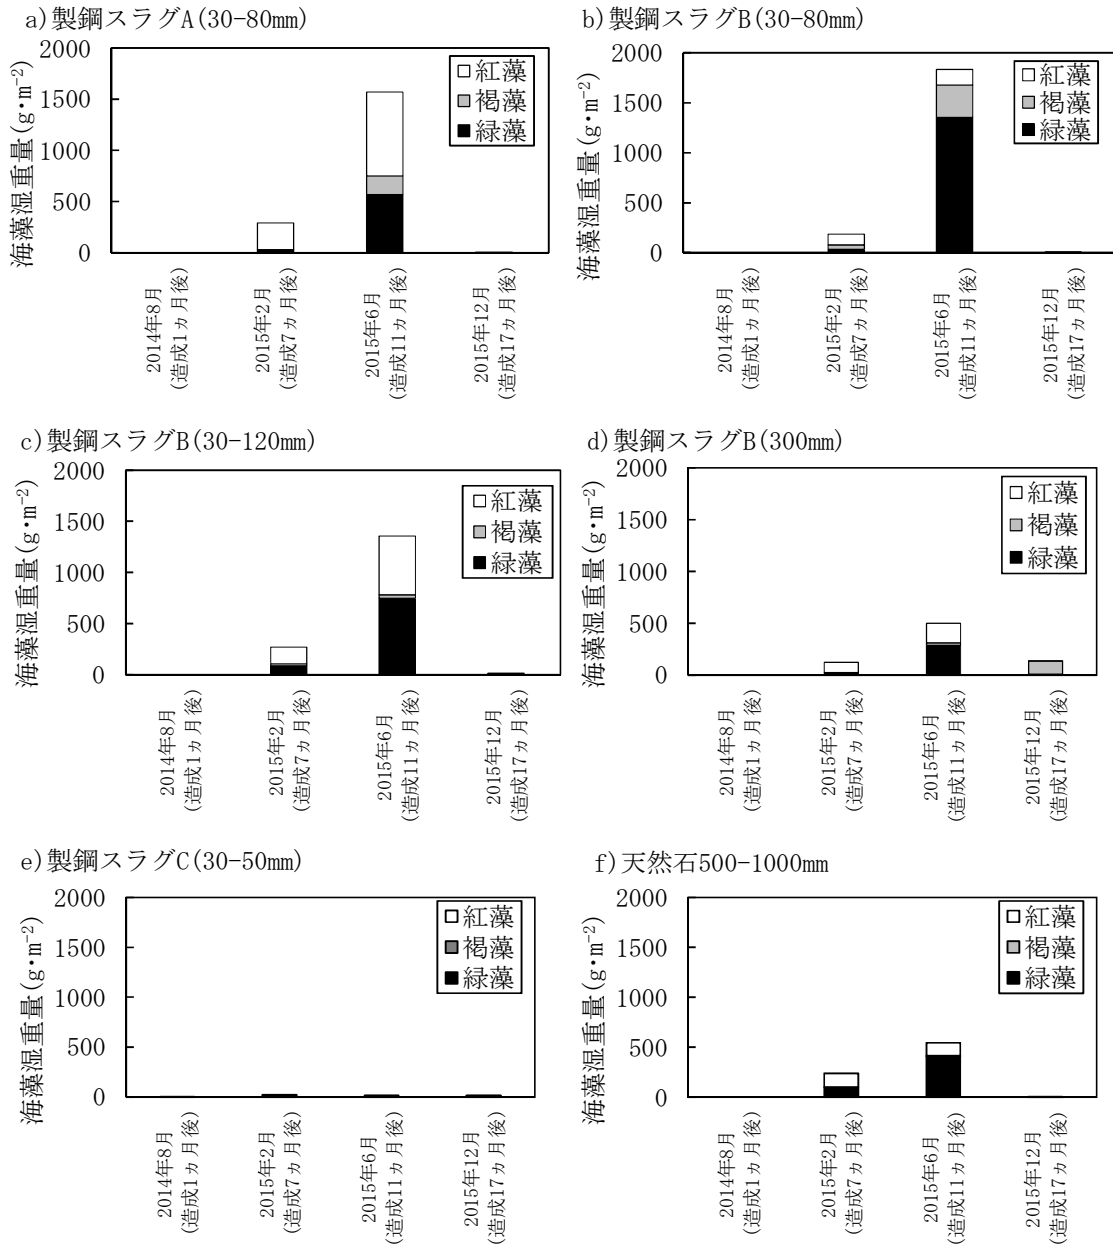 a)製鋼スラグA(30-80mm)
海藻湿重量(g・m⁻²)
2000
1500
1000
500
0
紅藻
褐藻
緑藻
2014年8月
(造成1ヵ月後)
2015年2月
(造成7ヵ月後)
2015年6月
(造成11ヵ月後)
2015年12月
(造成17ヵ月後)
b)製鋼スラグB(30-80mm)
海藻湿重量(g・m⁻²)
2000
1500
1000
500
0
紅藻
褐藻
緑藻
2014年8月
(造成1ヵ月後)
2015年2月
(造成7ヵ月後)
2015年6月
(造成11ヵ月後)
2015年12月
(造成17ヵ月後)
c)製鋼スラグB(30-120mm)
海藻湿重量(g・m⁻²)
2000
1500
1000
500
0
紅藻
褐藻
緑藻
2014年8月
(造成1ヵ月後)
2015年2月
(造成7ヵ月後)
2015年6月
(造成11ヵ月後)
2015年12月
(造成17ヵ月後)
d)製鋼スラグB(300mm)
海藻湿重量(g・m⁻²)
2000
1500
1000
500
0
紅藻
褐藻
緑藻
2014年8月
(造成1ヵ月後)
2015年2月
(造成7ヵ月後)
2015年6月
(造成11ヵ月後)
2015年12月
(造成17ヵ月後)
e)製鋼スラグC(30-50mm)
海藻湿重量(g・m⁻²)
2000
1500
1000
500
0
紅藻
褐藻
緑藻
2014年8月
(造成1ヵ月後)
2015年2月
(造成7ヵ月後)
2015年6月
(造成11ヵ月後)
2015年12月
(造成17ヵ月後)
f)天然石500-1000mm
海藻湿重量(g・m⁻²)
2000
1500
1000
500
0
紅藻
褐藻
緑藻
2014年8月
(造成1ヵ月後)
2015年2月
(造成7ヵ月後)
2015年6月
(造成11ヵ月後)
2015年12月
(造成17ヵ月後)